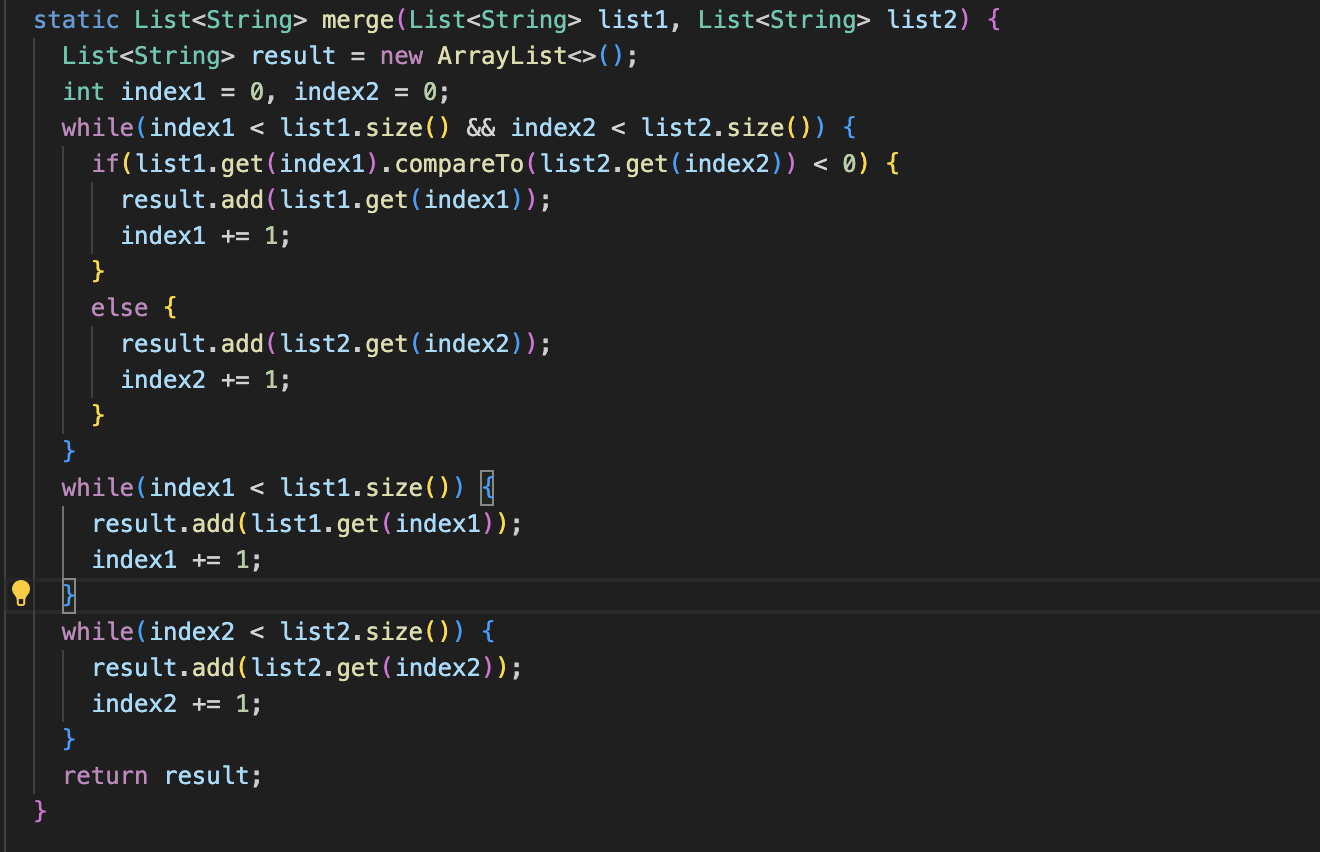 static List<String> merge(List<String> list1, List<String> list2) {
  List<String> result = new ArrayList<>();
  int index1 = 0, index2 = 0;
  while(index1 < list1.size() && index2 < list2.size()) {
    if(list1.get(index1).compareTo(list2.get(index2)) < 0) {
      result.add(list1.get(index1));
      index1 += 1;
    }
    else {
      result.add(list2.get(index2));
      index2 += 1;
    }
  }
  while(index1 < list1.size()) {
    result.add(list1.get(index1));
    index1 += 1;
  }
  while(index2 < list2.size()) {
    result.add(list2.get(index2));
    index2 += 1;
  }
  return result;
}